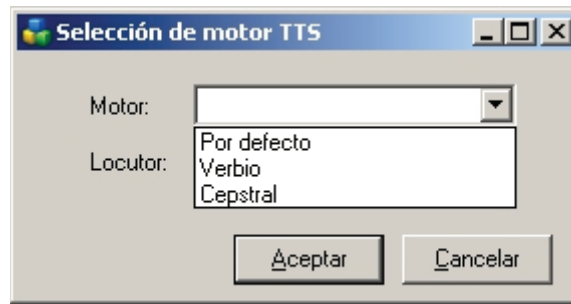 Selección de motor TTS
Motor:
Por defecto
Locutor:
Verbio
Cepstral
Aceptar
Cancelar